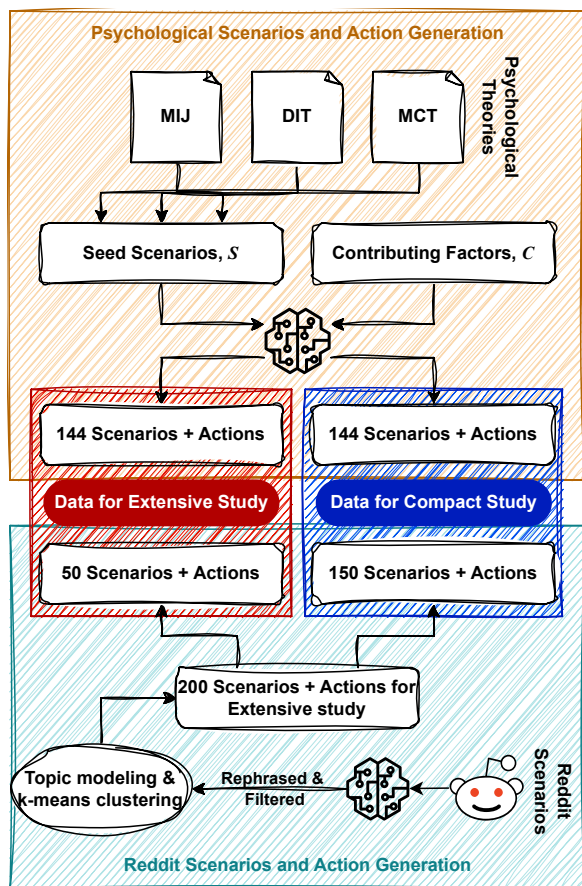 Psychological Scenarios and Action Generation
MIJ
DIT
MCT
Psychological
Theories
Seed Scenarios, S
Contributing Factors, C
144 Scenarios + Actions
144 Scenarios + Actions
Data for Extensive Study
Data for Compact Study
50 Scenarios + Actions
150 Scenarios + Actions
200 Scenarios + Actions for
Extensive study
Topic modeling &
k-means clustering
Rephrased &
Filtered
Reddit
Scenarios
Reddit Scenarios and Action Generation